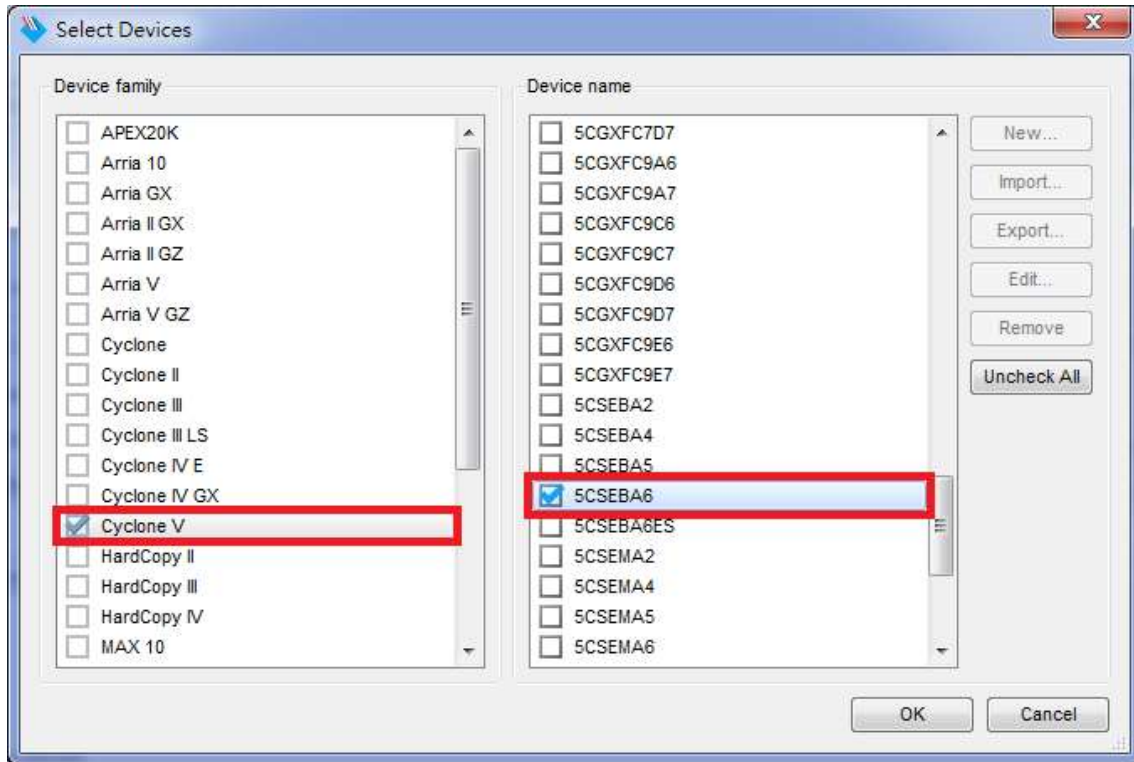 Select Devices
Device family
APEX20K
Arria 10
Arria GX
Arria II GX
Arria II GZ
Arria V
Arria V GZ
Cyclone
Cyclone II
Cyclone III
Cyclone III LS
Cyclone IV E
Cyclone IV GX
Cyclone V
HardCopy II
HardCopy III
HardCopy IV
MAX 10
Device name
5CGXFC7D7
5CGXFC9A6
5CGXFC9A7
5CGXFC9C6
5CGXFC9C7
5CGXFC9D6
5CGXFC9D7
5CGXFC9E6
5CGXFC9E7
5CSEBA2
5CSEBA4
5CSEBA5
5CSEBA6
5CSEBA6ES
5CSEMA2
5CSEMA4
5CSEMA5
5CSEMA6
New...
Import...
Export...
Edit...
Remove
Uncheck All
OK
Cancel